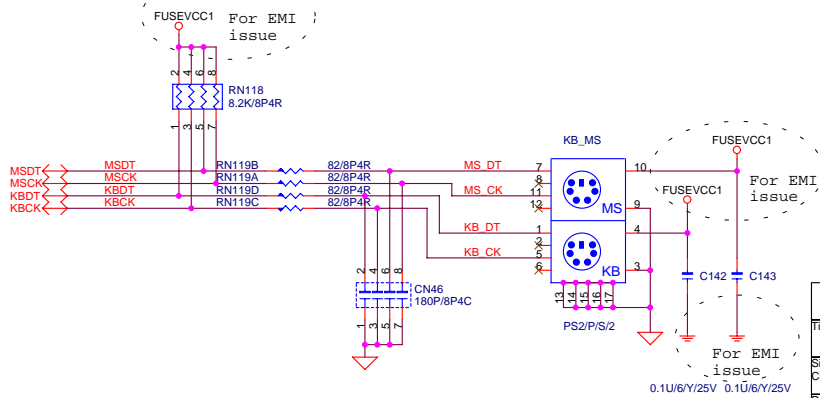 FUSEVCC1
For EMI
issue
2
4
6
8
RN118
8.2K/8P4R
1
3
5
7
KB_MS
FUSEVCC1
MSDT
MSDT
RN119B
82/8P4R
MS_DT
7
10
MSCK
MSCK
RN119A
82/8P4R
8
KBDT
KBDT
RN119D
82/8P4R
MS_CK
11
KBCK
KBCK
RN119C
82/8P4R
12
MS
9
FUSEVCC1
For EMI
issue
KB_DT
1
4
2
KB_CK
5
6
KB
3
2
4
6
8
CN46
180P/8P4C
1
3
5
7
13
14
15
16
17
PS2/P/S/2
C142
C143
For EMI
issue
0.1U/6/Y/25V
0.1U/6/Y/25V